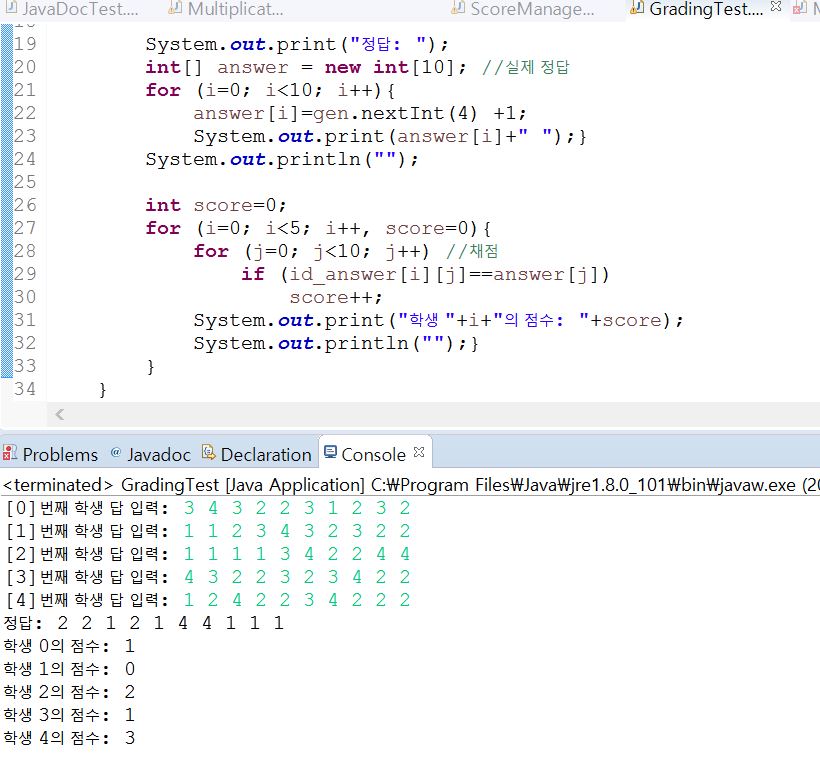 JavaDocTest.... Multiplicat... ScoreManage... GradingTest....
19 System.out.print("정답: ");
20 int[] answer = new int[10]; //실제 정답
21 for (i=0; i<10; i++){
22 answer[i]=gen.nextInt(4) +1;
23 System.out.print(answer[i]+" ");}
24 System.out.println("");
25
26 int score=0;
27 for (i=0; i<5; i++, score=0){
28 for (j=0; j<10; j++) //채점
29 if (id_answer[i][j]==answer[j])
30 score++;
31 System.out.print("학생 "+i+"의 점수: "+score);
32 System.out.println("");}
33 }
34 }
Problems @ Javadoc Declaration Console
<terminated> GradingTest [Java Application] C:₩Program Files₩Java₩jre1.8.0_101₩bin₩javaw.exe (20
[0]번째 학생 답 입력: 3 4 3 2 2 3 1 2 3 2
[1]번째 학생 답 입력: 1 1 2 3 4 3 2 3 2 2
[2]번째 학생 답 입력: 1 1 1 1 3 4 2 2 4 4
[3]번째 학생 답 입력: 4 3 2 2 3 2 3 4 2 2
[4]번째 학생 답 입력: 1 2 4 2 2 3 4 2 2 2
정답: 2 2 1 2 1 4 4 1 1 1
학생 0의 점수: 1
학생 1의 점수: 0
학생 2의 점수: 2
학생 3의 점수: 1
학생 4의 점수: 3